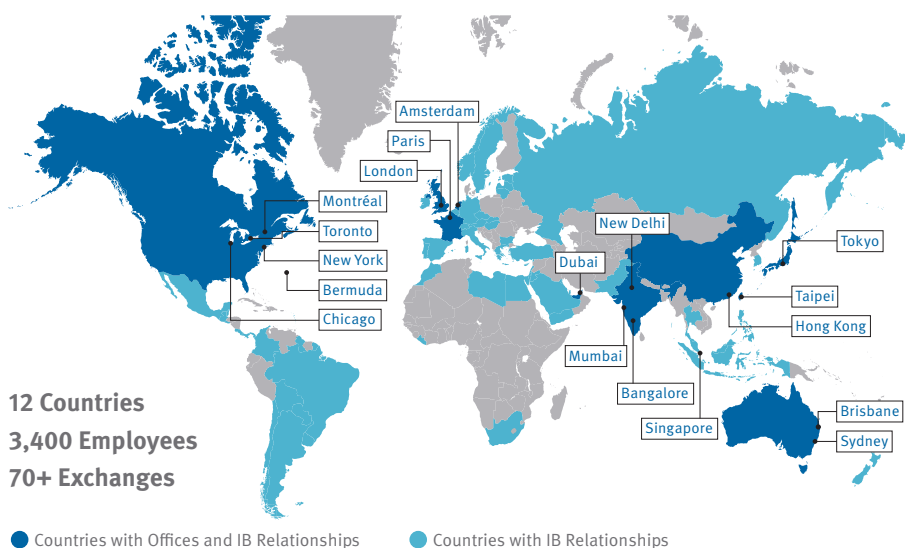 Amsterdam
Paris
London
Montréal
Toronto
New York
Bermuda
Chicago
New Delhi
Dubai
Tokyo
Taipei
Hong Kong
Mumbai
Bangalore
Singapore
Brisbane
Sydney
12 Countries
3,400 Employees
70+ Exchanges
Countries with Offices and IB Relationships
Countries with IB Relationships